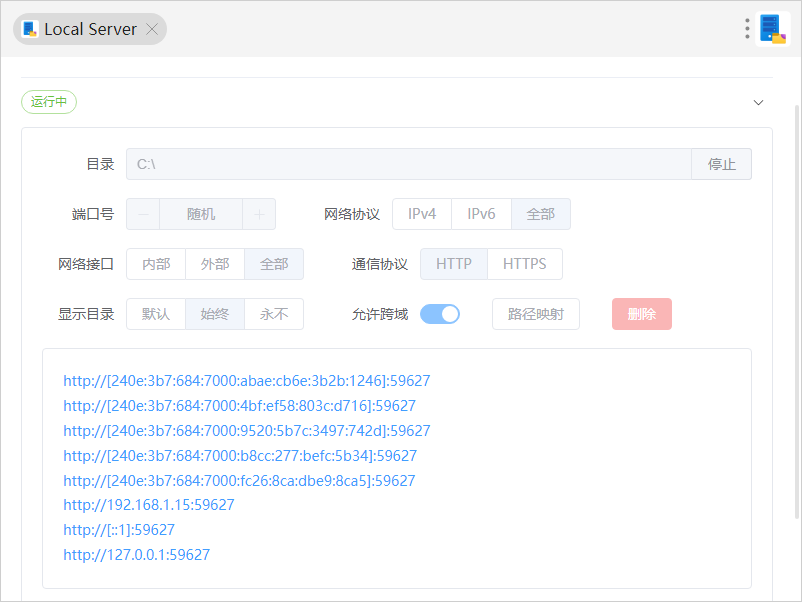 Local Server
运行中
目录 C:\ 停止
端口号 － 随机 + 网络协议 IPv4 IPv6 全部
网络接口 内部 外部 全部 通信协议 HTTP HTTPS
显示目录 默认 始终 永不 允许跨域 路径映射 删除
http://[240e:3b7:684:7000:abae:cb6e:3b2b:1246]:59627
http://[240e:3b7:684:7000:4bf:ef58:803c:d716]:59627
http://[240e:3b7:684:7000:9520:5b7c:3497:742d]:59627
http://[240e:3b7:684:7000:b8cc:277:befc:5b34]:59627
http://[240e:3b7:684:7000:fc26:8ca:dbe9:8ca5]:59627
http://192.168.1.15:59627
http://[::1]:59627
http://127.0.0.1:59627